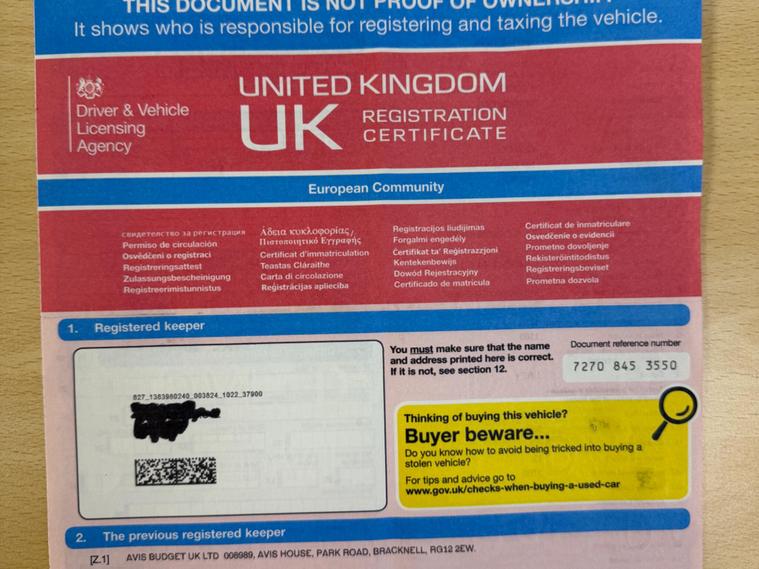 THIS DOCUMENT IS NOT PROOF OF OWNERSHIP.
It shows who is responsible for registering and taxing the vehicle.
Driver & Vehicle
Licensing
Agency
UNITED KINGDOM
UK REGISTRATION
CERTIFICATE
European Community
свидетелство за регистрация
Permiso de circulación
Osvědčení o registraci
Registreringsattest
Zulassungsbescheinigung
Registreerimistunnistus
Άδεια κυκλοφορίας/
Πιστοποιητικό Εγγραφής
Certificat d'immatriculation
Teastas Cláraithe
Carta di circolazione
Reģistrācijas apliecība
Registracijos liudijimas
Forgalmi engedély
Ċertifikat ta' Reġistrazzjoni
Kentekenbewijs
Dowód Rejestracyjny
Certificado de matrícula
Certificat de inmatriculare
Osvedčenie o evidencii
Prometno dovoljenje
Rekisteröintitodistus
Registreringsbeviset
Prometna dozvola
1. Registered keeper
827_1383980240_003824_1022_37900
You must make sure that the name
and address printed here is correct.
If it is not, see section 12.
Document reference number
7270 845 3550
Thinking of buying this vehicle?
Buyer beware...
Do you know how to avoid being tricked into buying a
stolen vehicle?
For tips and advice go to
www.gov.uk/checks-when-buying-a-used-car
2. The previous registered keeper
[Z.1] AVIS BUDGET UK LTD 008989, AVIS HOUSE, PARK ROAD, BRACKNELL, RG12 2EW.